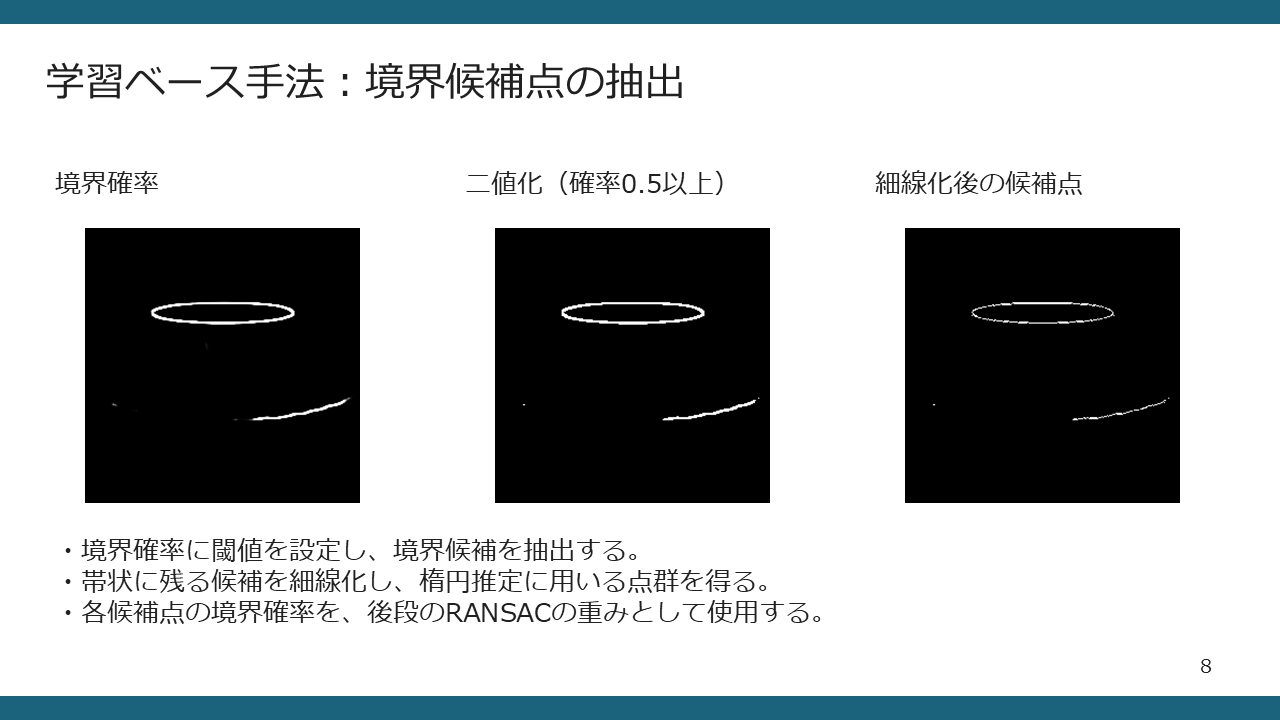 学習ベース手法：境界候補点の抽出
境界確率
二値化（確率0.5以上）
細線化後の候補点
・境界確率に閾値を設定し、境界候補を抽出する。
・帯状に残る候補を細線化し、楕円推定に用いる点群を得る。
・各候補点の境界確率を、後段のRANSACの重みとして使用する。
8